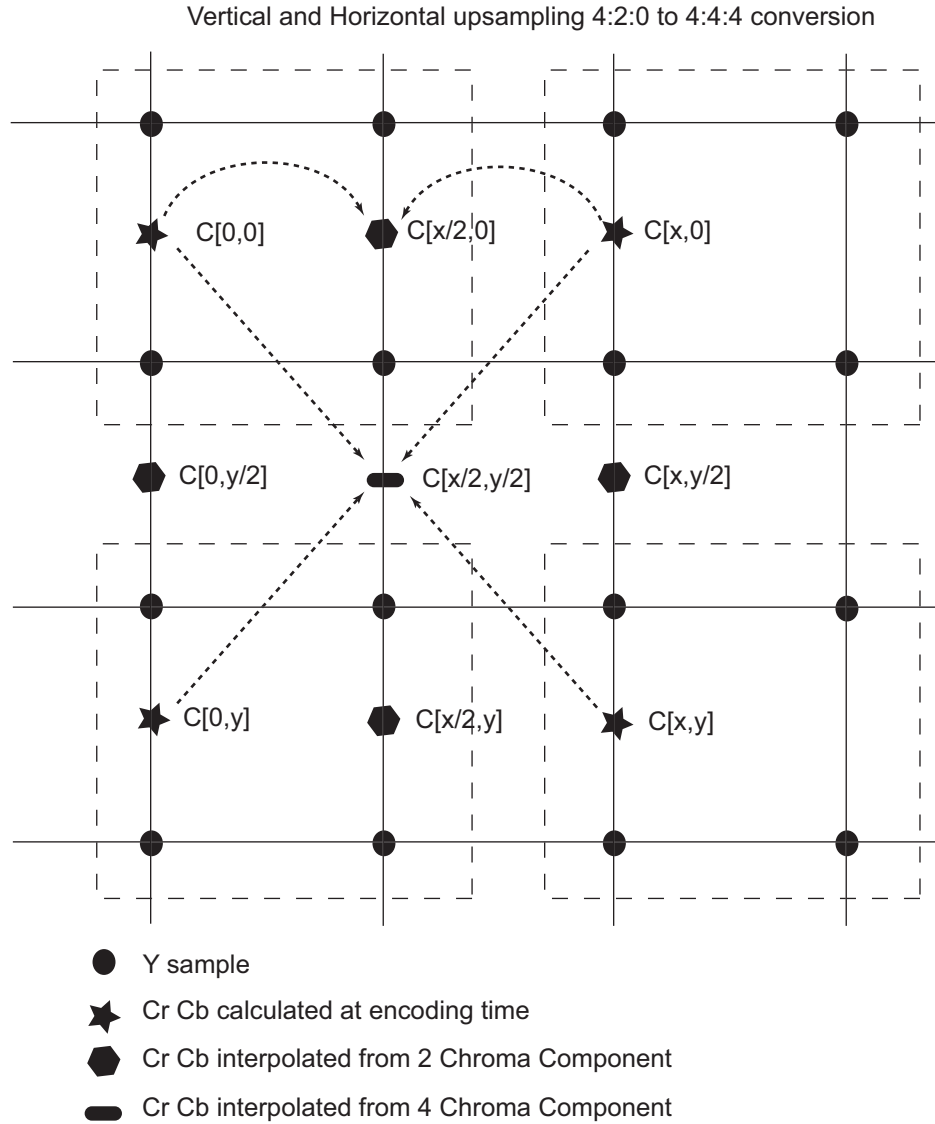 Vertical and Horizontal upsampling 4:2:0 to 4:4:4 conversion
C[0,0]
C[x/2,0]
C[x,0]
C[0,y/2]
C[x/2,y/2]
C[x,y/2]
C[0,y]
C[x/2,y]
C[x,y]
Y sample
Cr Cb calculated at encoding time
Cr Cb interpolated from 2 Chroma Component
Cr Cb interpolated from 4 Chroma Component